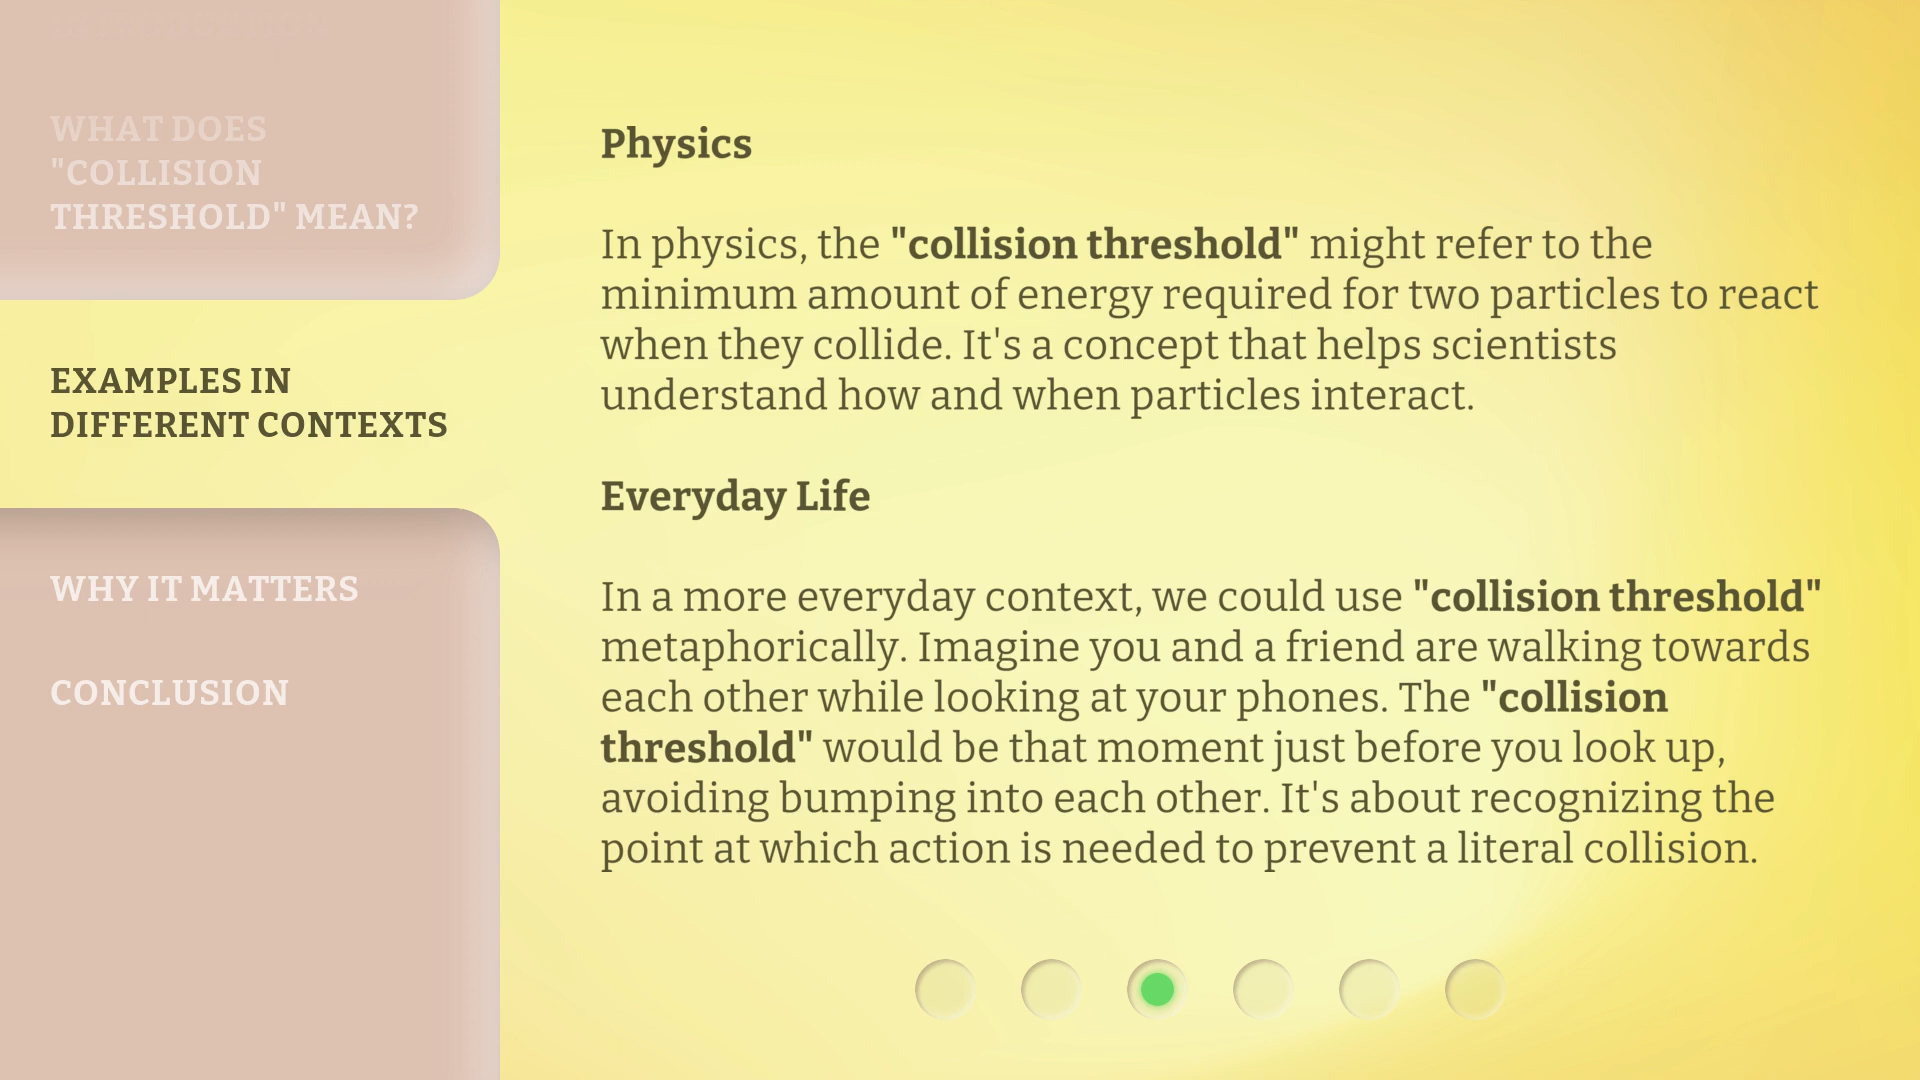 WHAT DOES
"COLLISION
THRESHOLD" MEAN?
EXAMPLES IN
DIFFERENT CONTEXTS
WHY IT MATTERS
CONCLUSION
Physics
In physics, the "collision threshold" might refer to the
minimum amount of energy required for two particles to react
when they collide. It's a concept that helps scientists
understand how and when particles interact.
Everyday Life
In a more everyday context, we could use "collision threshold"
metaphorically. Imagine you and a friend are walking towards
each other while looking at your phones. The "collision
threshold" would be that moment just before you look up,
avoiding bumping into each other. It's about recognizing the
point at which action is needed to prevent a literal collision.